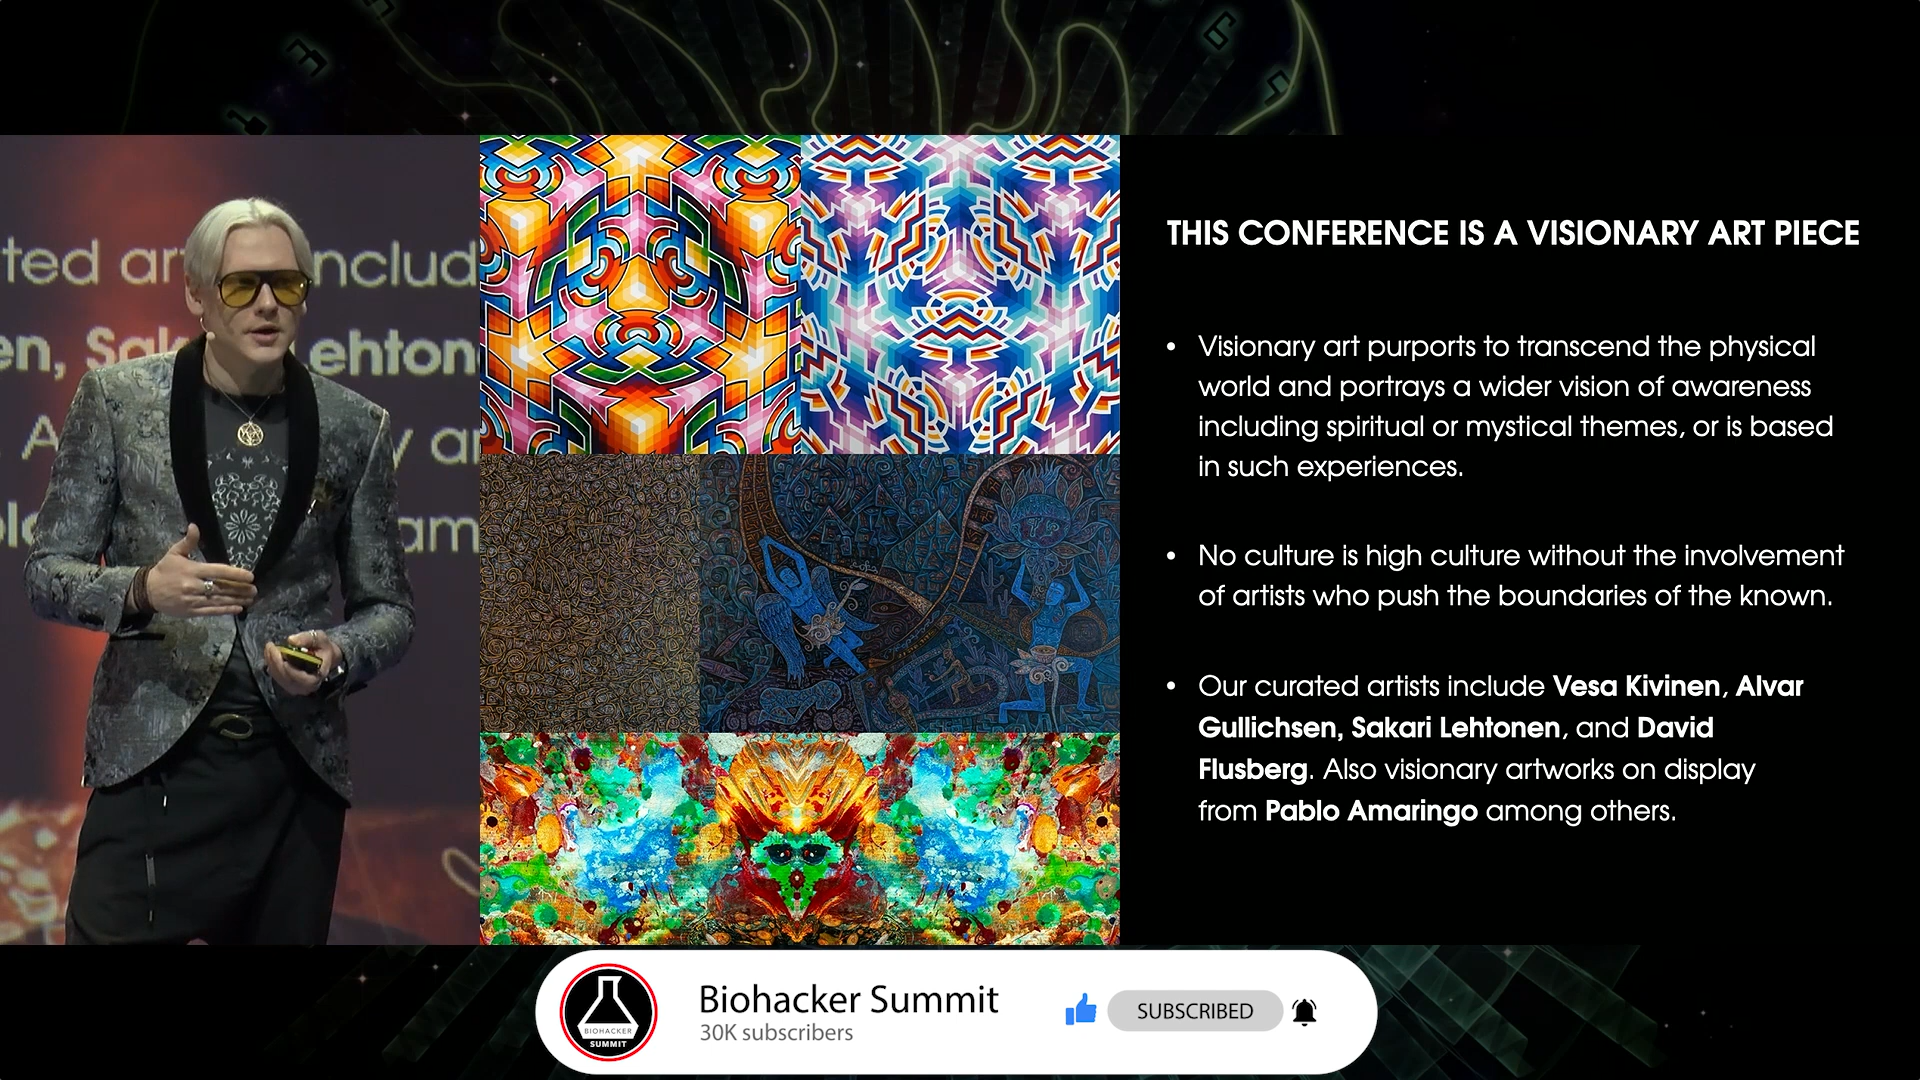 THIS CONFERENCE IS A VISIONARY ART PIECE
• Visionary art purports to transcend the physical
world and portrays a wider vision of awareness
including spiritual or mystical themes, or is based
in such experiences.
• No culture is high culture without the involvement
of artists who push the boundaries of the known.
• Our curated artists include Vesa Kivinen, Alvar
Gullichsen, Sakari Lehtonen, and David
Flusberg. Also visionary artworks on display
from Pablo Amaringo among others.
BIOHACKER
SUMMIT
Biohacker Summit
30K subscribers
SUBSCRIBED